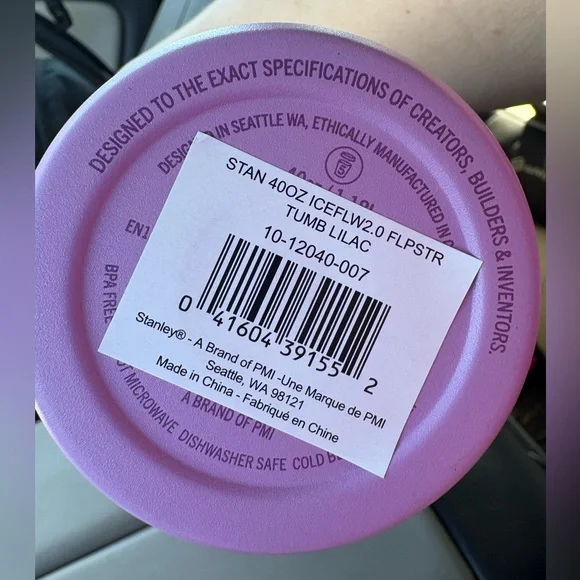 DESIGNED TO THE EXACT SPECIFICATIONS OF CREATORS, BUILDERS & INVENTORS.
IN SEATTLE WA, ETHICALLY MANUFACTURED IN
STAN 40OZ ICEFLW2.0 FLPSTR
TUMB LILAC
10-12040-007
0 41604 39155 2
Stanley® - A Brand of PMI -Une Marque de PMI
Seattle, WA 98121
Made in China - Fabriqué en Chine
BPA FREE
A BRAND OF PMI
MICROWAVE DISHWASHER SAFE COLD